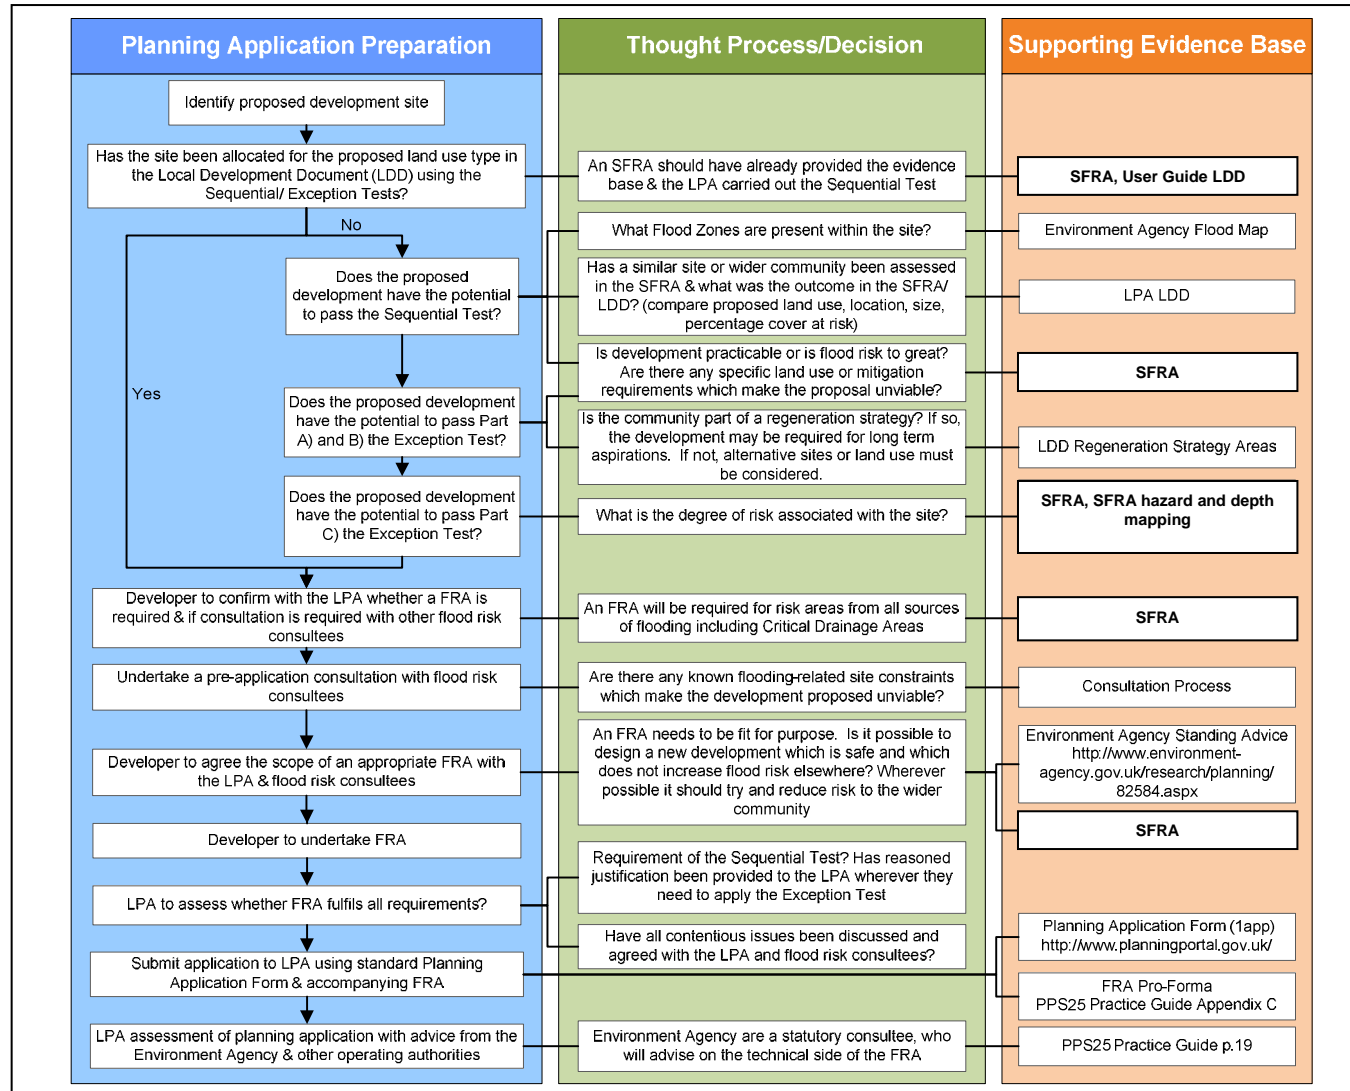 Planning Application Preparation
Identify proposed development site
Has the site been allocated for the proposed land use type in
the Local Development Document (LDD) using the
Sequential/ Exception Tests?
No
Yes
Does the proposed
development have the potential
to pass the Sequential Test?
Does the proposed development
have the potential to pass Part
A) and B) the Exception Test?
Does the proposed development
have the potential to pass Part
C) the Exception Test?
Developer to confirm with the LPA whether a FRA is
required & if consultation is required with other flood risk
consultees
Undertake a pre-application consultation with flood risk
consultees
Developer to agree the scope of an appropriate FRA with
the LPA & flood risk consultees
Developer to undertake FRA
LPA to assess whether FRA fulfils all requirements?
Submit application to LPA using standard Planning
Application Form & accompanying FRA
LPA assessment of planning application with advice from the
Environment Agency & other operating authorities
Thought Process/Decision
An SFRA should have already provided the evidence
base & the LPA carried out the Sequential Test
What Flood Zones are present within the site?
Has a similar site or wider community been assessed
in the SFRA & what was the outcome in the SFRA/
LDD? (compare proposed land use, location, size,
percentage cover at risk)
Is development practicable or is flood risk to great?
Are there any specific land use or mitigation
requirements which make the proposal unviable?
Is the community part of a regeneration strategy? If so,
the development may be required for long term
aspirations. If not, alternative sites or land use must
be considered.
What is the degree of risk associated with the site?
An FRA will be required for risk areas from all sources
of flooding including Critical Drainage Areas
Are there any known flooding-related site constraints
which make the development proposed unviable?
An FRA needs to be fit for purpose. Is it possible to
design a new development which is safe and which
does not increase flood risk elsewhere? Wherever
possible it should try and reduce risk to the wider
community
Requirement of the Sequential Test? Has reasoned
justification been provided to the LPA wherever they
need to apply the Exception Test
Have all contentious issues been discussed and
agreed with the LPA and flood risk consultees?
Environment Agency are a statutory consultee, who
will advise on the technical side of the FRA
Supporting Evidence Base
SFRA, User Guide LDD
Environment Agency Flood Map
LPA LDD
SFRA
LDD Regeneration Strategy Areas
SFRA, SFRA hazard and depth
mapping
SFRA
Consultation Process
Environment Agency Standing Advice
http://www.environment-
agency.gov.uk/research/planning/
82584.aspx
SFRA
Planning Application Form (1app)
http://www.planningportal.gov.uk/
FRA Pro-Forma
PPS25 Practice Guide Appendix C
PPS25 Practice Guide p.19